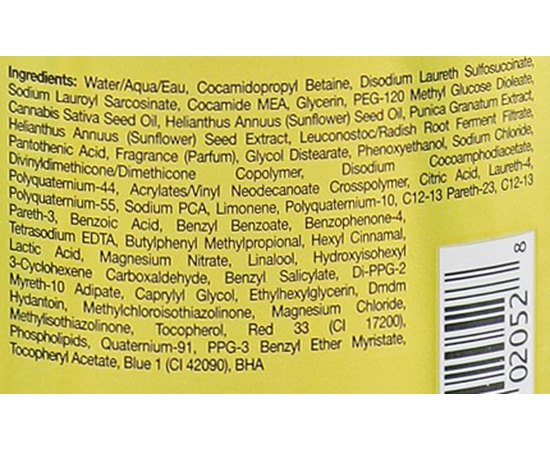 Ingredients: Water/Aqua/Eau, Cocamidopropyl Betaine, Disodium Laureth Sulfosuccinate,
Sodium Lauroyl Sarcosinate, Cocamide MEA, Glycerin, PEG-120 Methyl Glucose Dioleate,
Cannabis Sativa Seed Oil, Helianthus Annuus (Sunflower) Seed Oil, Punica Granatum Extract,
Helianthus Annuus (Sunflower) Seed Extract, Leuconostoc/Radish Root Ferment Filtrate,
Pantothenic Acid, Fragrance (Parfum), Glycol Distearate, Phenoxyethanol, Sodium Chloride,
Divinyldimethicone/Dimethicone Copolymer, Disodium Cocoamphodiacetate,
Polyquaternium-44, Acrylates/Vinyl Neodecanoate Crosspolymer, Citric Acid, Laureth-4,
Polyquaternium-55, Sodium PCA, Limonene, Polyquaternium-10, C12-13 Pareth-23, C12-13
Pareth-3, Benzoic Acid, Benzyl Benzoate, Benzophenone-4,
Tetrasodium EDTA, Butylphenyl Methylpropional, Hexyl Cinnamal,
Lactic Acid, Magnesium Nitrate, Linalool, Hydroxyisohexyl
3-Cyclohexene Carboxaldehyde, Benzyl Salicylate, Di-PPG-2
Myreth-10 Adipate, Caprylyl Glycol, Ethylhexylglycerin, Dmdm
Hydantoin, Methylchloroisothiazolinone, Magnesium Chloride,
Methylisothiazolinone, Tocopherol, Red 33 (CI 17200),
Phospholipids, Quaternium-91, PPG-3 Benzyl Ether Myristate,
Tocopheryl Acetate, Blue 1 (CI 42090), BHA
02052
8